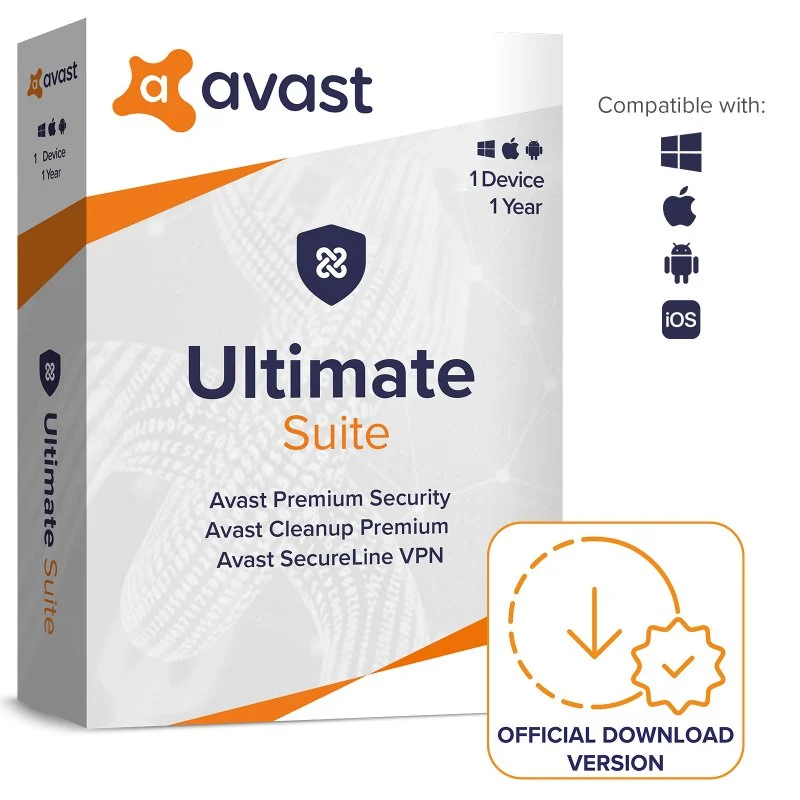 avast
1 Device
1 Year
Ultimate Suite
avast
1 Device
1 Year
Ultimate
Suite
Avast Premium Security
Avast Cleanup Premium
Avast SecureLine VPN
Compatible with:
iOS
OFFICIAL DOWNLOAD
VERSION